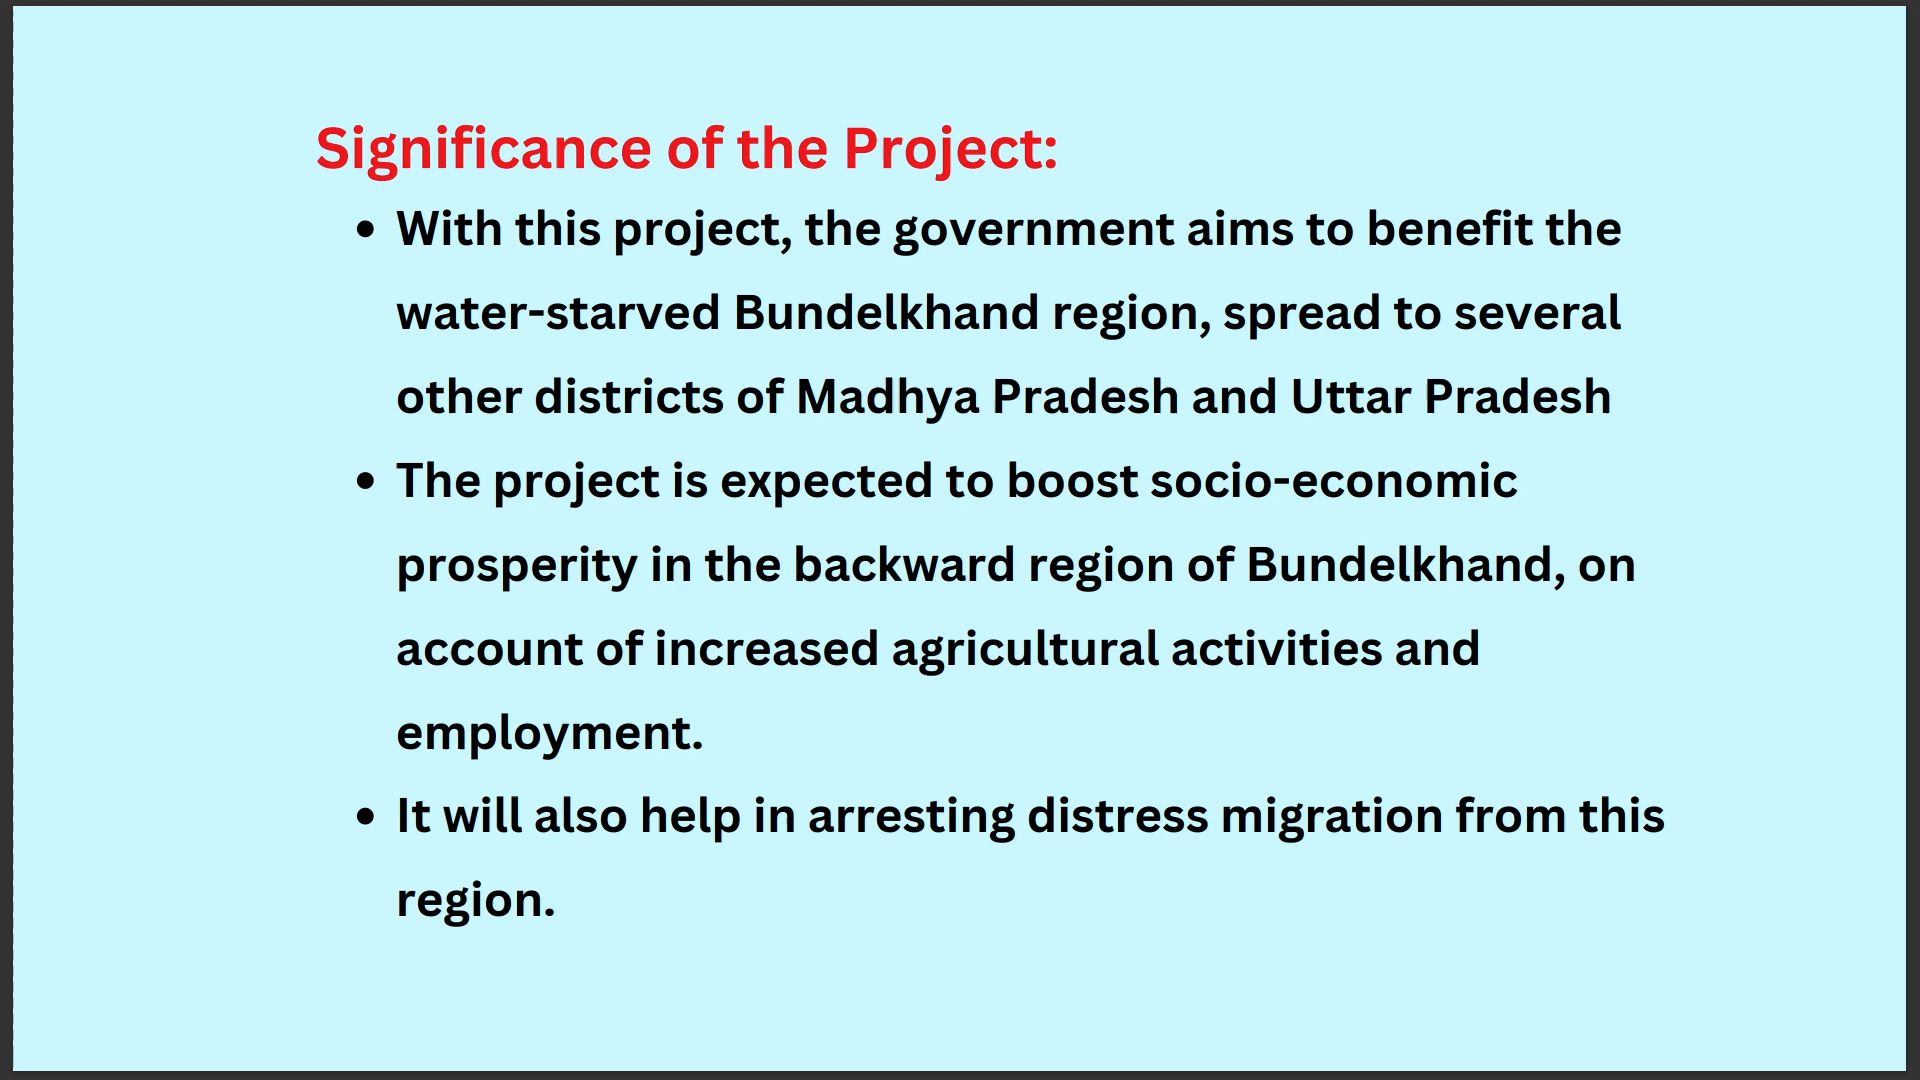 Significance of the Project:
• With this project, the government aims to benefit the
water-starved Bundelkhand region, spread to several
other districts of Madhya Pradesh and Uttar Pradesh
• The project is expected to boost socio-economic
prosperity in the backward region of Bundelkhand, on
account of increased agricultural activities and
employment.
• It will also help in arresting distress migration from this
region.